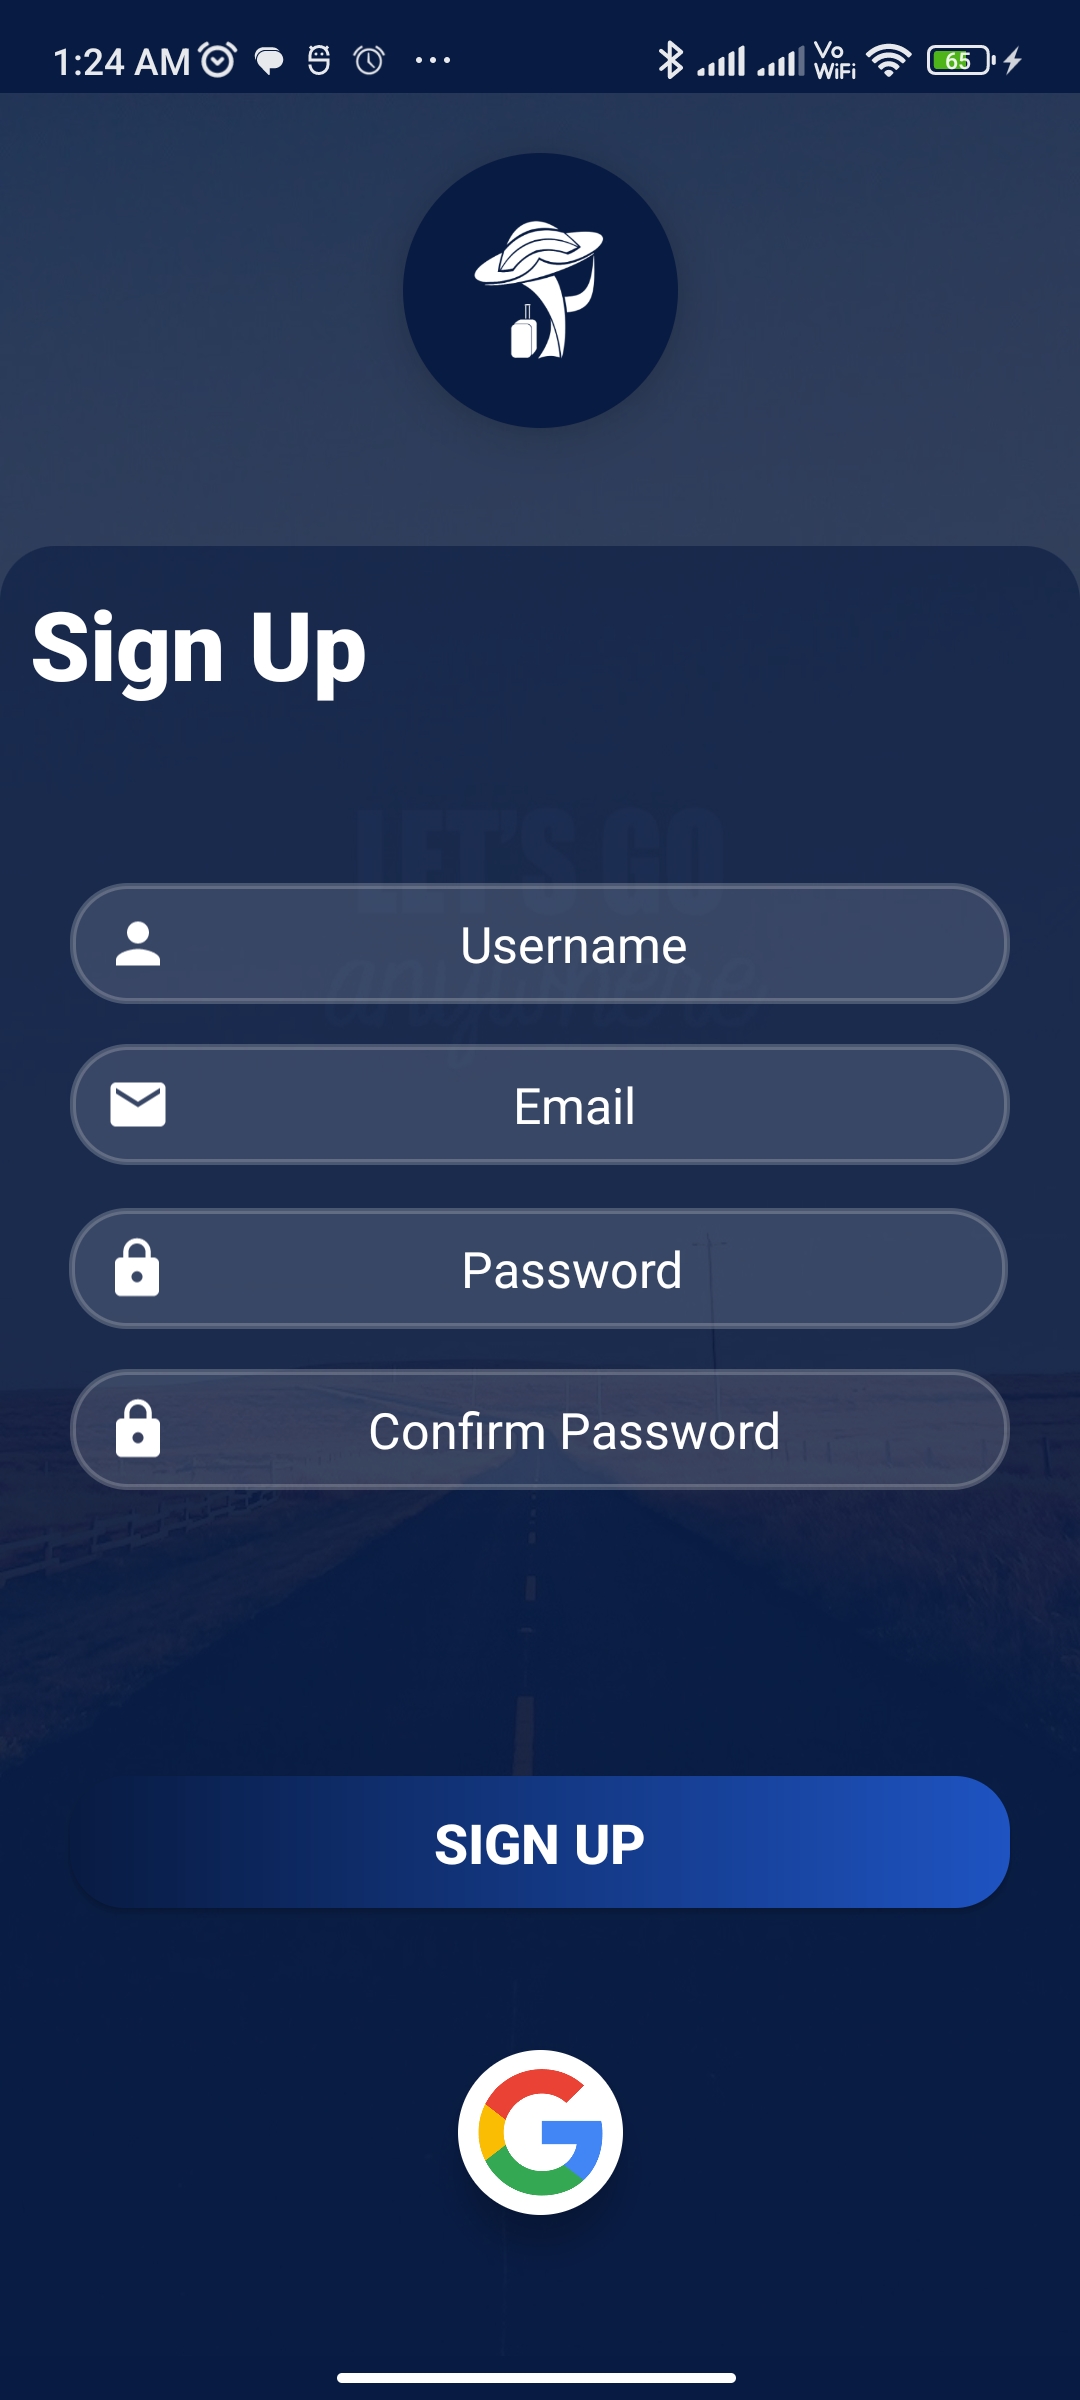 1:24 AM
Vo
WiFi
65
Sign Up
LET'S GO
anywhere
Username
Email
Password
Confirm Password
SIGN UP